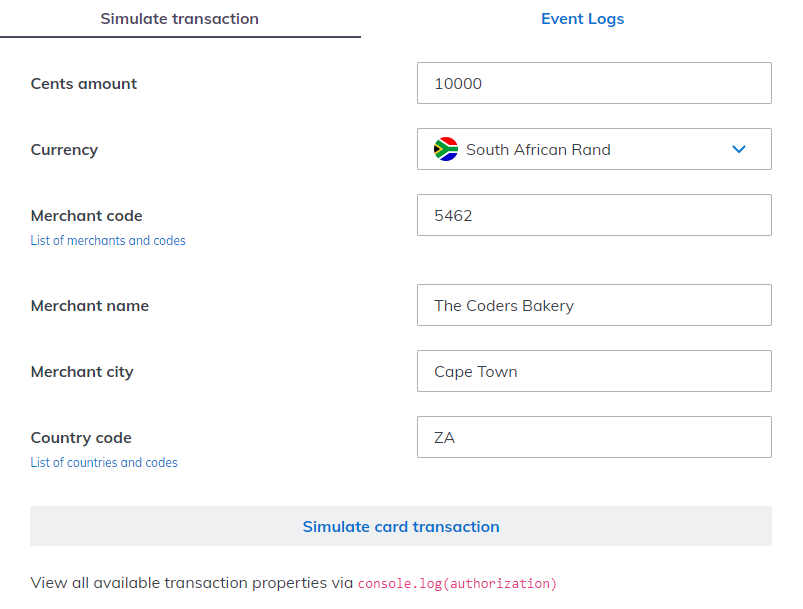 Simulate transaction
Event Logs
Cents amount
10000
Currency
South African Rand
Merchant code
5462
List of merchants and codes
Merchant name
The Coders Bakery
Merchant city
Cape Town
Country code
ZA
List of countries and codes
Simulate card transaction
View all available transaction properties via console.log(authorization)